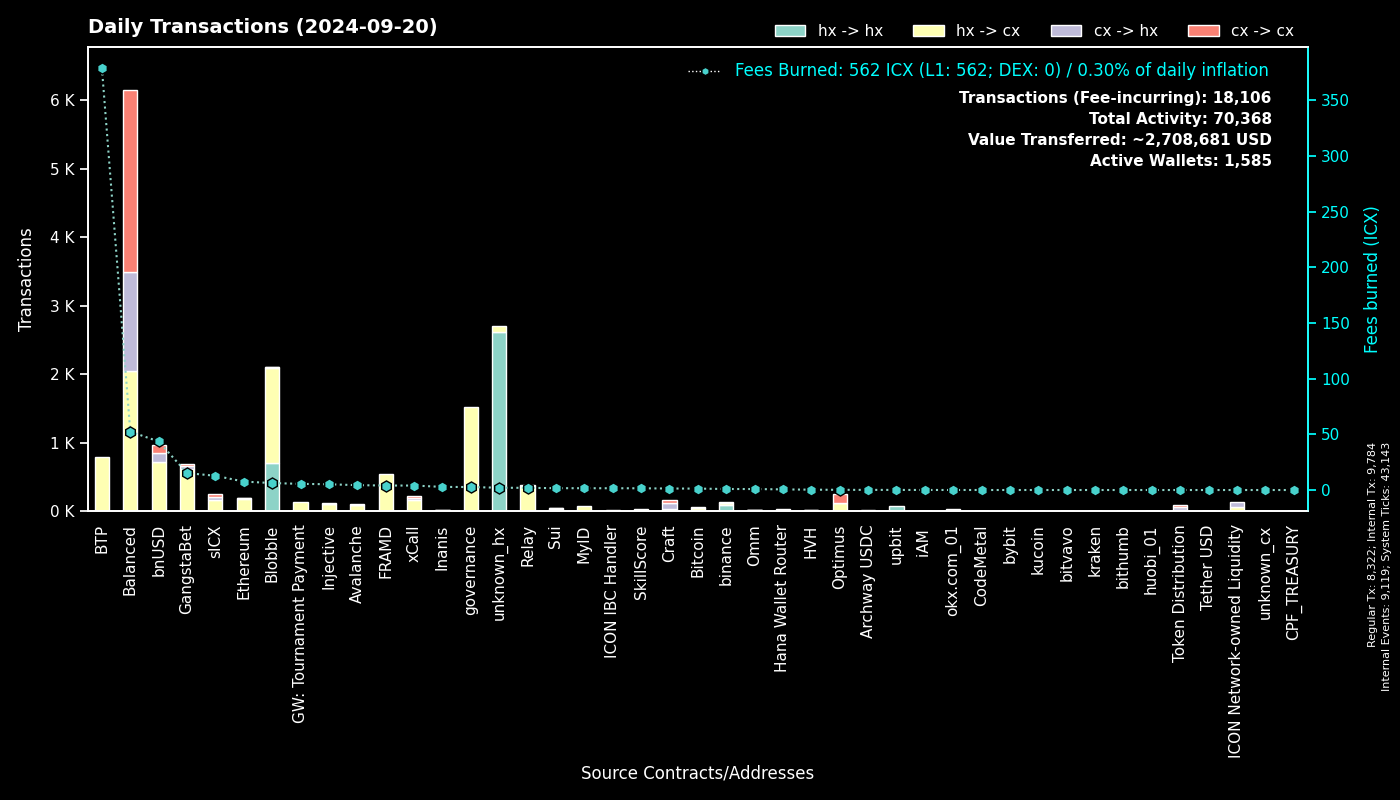 Daily Transactions (2024-09-20)
hx -> hx
hx -> cx
cx -> hx
cx -> cx
Fees Burned: 562 ICX (L1: 562; DEX: 0) / 0.30% of daily inflation
Transactions (Fee-incurring): 18,106
Total Activity: 70,368
Value Transferred: ~2,708,681 USD
Active Wallets: 1,585
Transactions
6 K
5 K
4 K
3 K
2 K
1 K
0 K
350
300
250
200
150
100
50
0
Fees burned (ICX)
Regular Tx: 8,322; Internal Tx: 9,784
Internal Events: 9,119; System Ticks: 43,143
BTP
Balanced
bnUSD
GangstaBet
sICX
Ethereum
Blobble
GW: Tournament Payment
Injective
Avalanche
FRAMD
xCall
Inanis
governance
unknown_hx
Relay
Sui
MyID
ICON IBC Handler
SkillScore
Craft
Bitcoin
binance
Omm
Hana Wallet Router
HVH
Optimus
Archway USDC
upbit
iAM
okx.com_01
CodeMetal
bybit
kucoin
bitvavo
kraken
bithumb
huobi_01
Token Distribution
Tether USD
ICON Network-owned Liquidity
unknown_cx
CPF_TREASURY
Source Contracts/Addresses